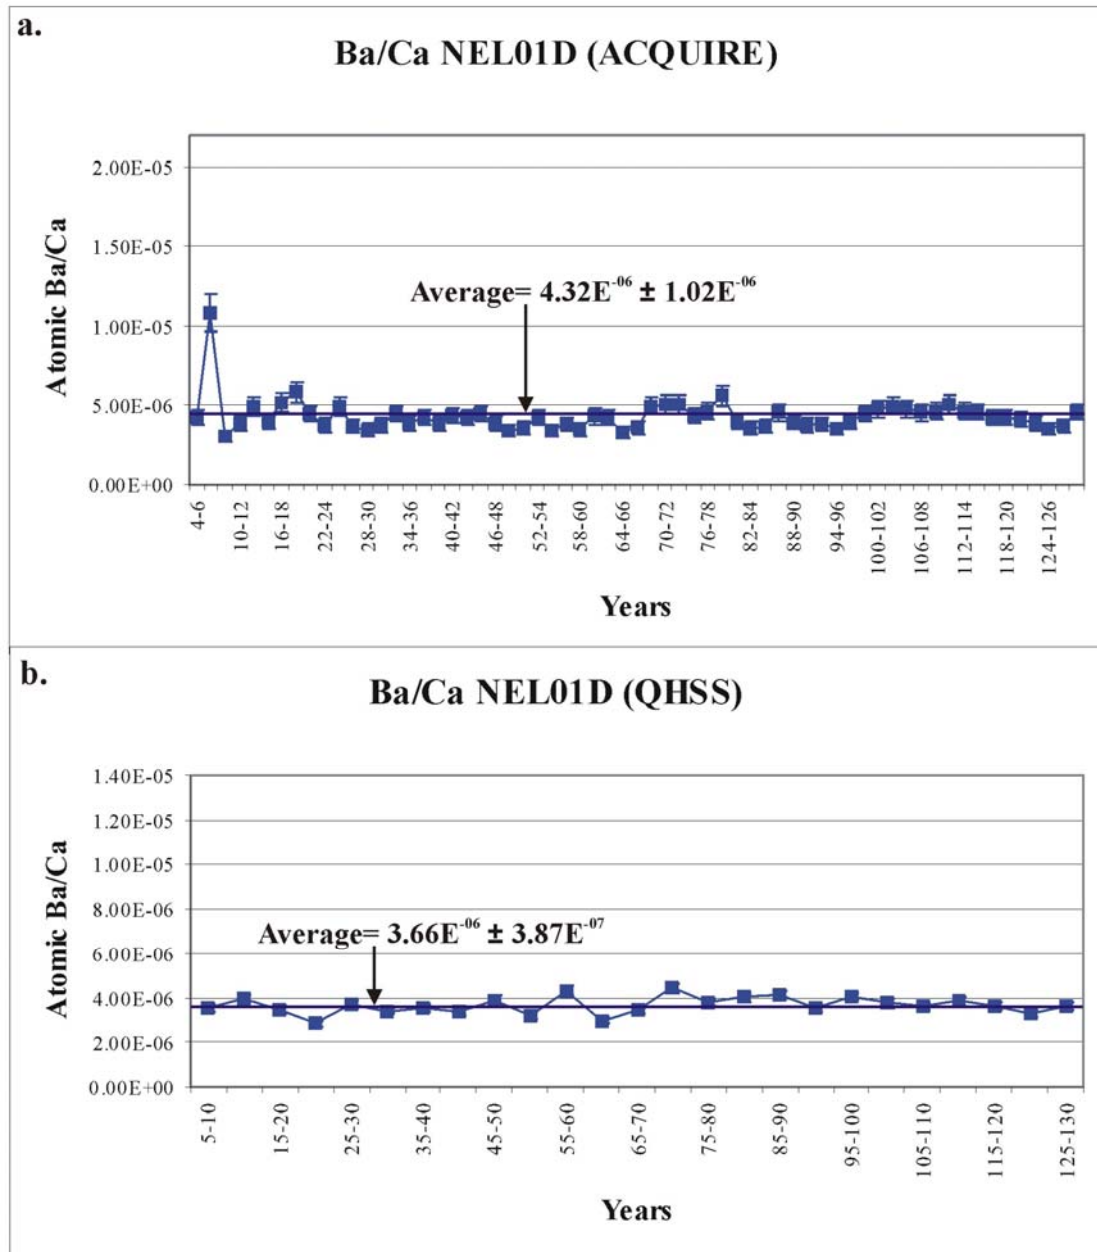 a.
Ba/Ca NEL01D (ACQUIRE)
Atomic Ba/Ca
2.00E-05
1.50E-05
1.00E-05
5.00E-06
0.00E+00
Average= 4.32E-06 ± 1.02E-06
4-6
10-12
16-18
22-24
28-30
34-36
40-42
46-48
52-54
58-60
64-66
70-72
76-78
82-84
88-90
94-96
100-102
106-108
112-114
118-120
124-126
Years
b.
Ba/Ca NEL01D (QHSS)
Atomic Ba/Ca
1.40E-05
1.20E-05
1.00E-05
8.00E-06
6.00E-06
4.00E-06
2.00E-06
0.00E+00
Average= 3.66E-06 ± 3.87E-07
5-10
15-20
25-30
35-40
45-50
55-60
65-70
75-80
85-90
95-100
105-110
115-120
125-130
Years